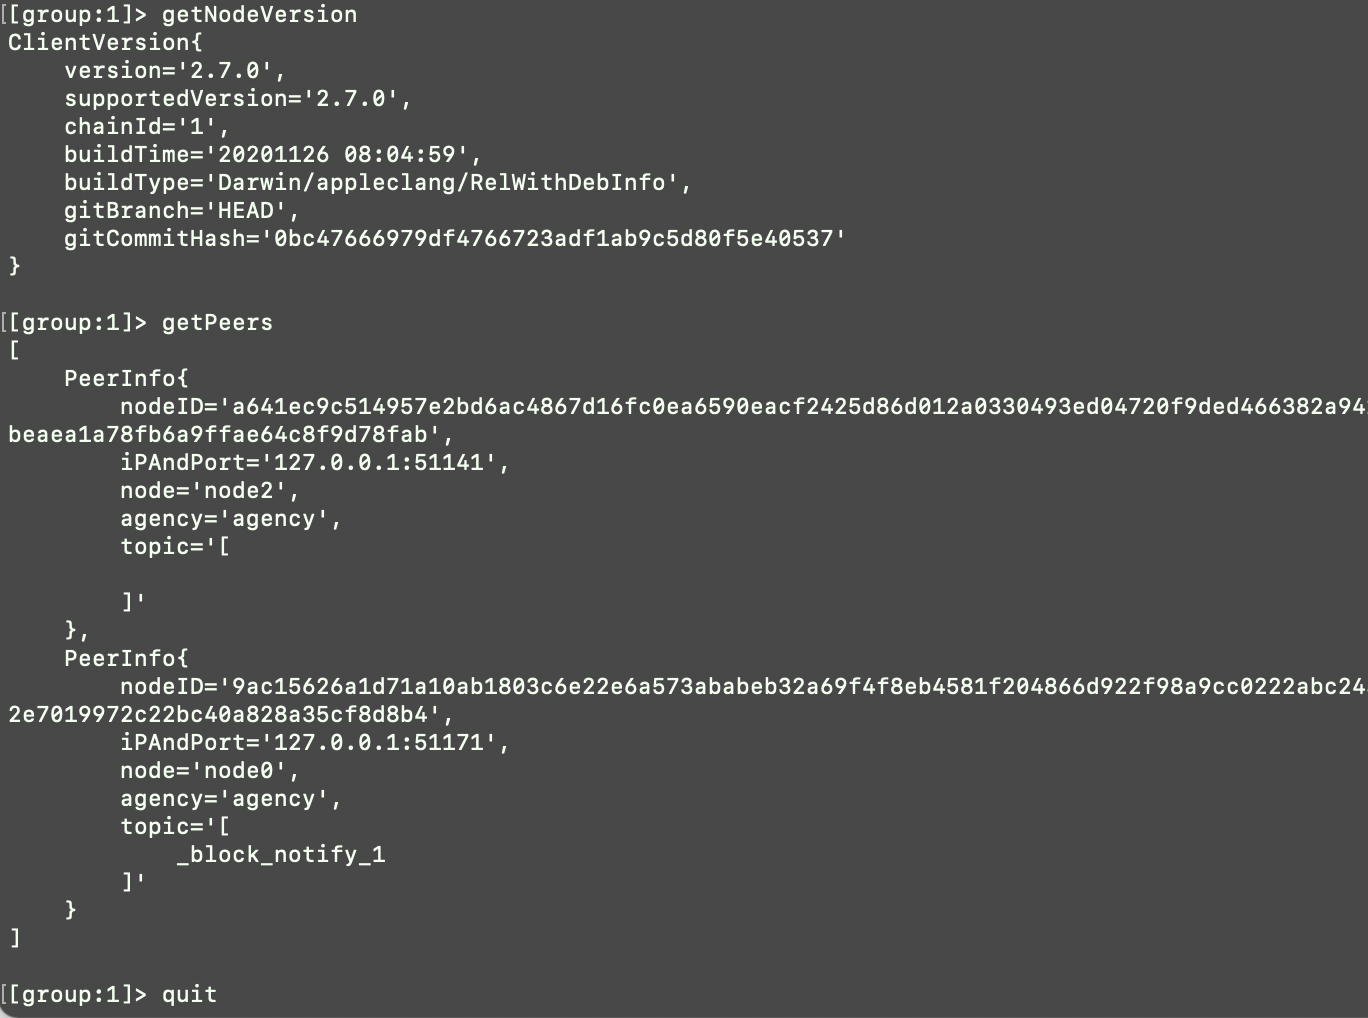 [[group:1]> getNodeVersion
ClientVersion{
    version='2.7.0',
    supportedVersion='2.7.0',
    chainId='1',
    buildTime='20201126 08:04:59',
    buildType='Darwin/appleclang/RelWithDebInfo',
    gitBranch='HEAD',
    gitCommitHash='0bc47666979df4766723adf1ab9c5d80f5e40537'
}
[[group:1]> getPeers
[
    PeerInfo{
        nodeID='a641ec9c514957e2bd6ac4867d16fc0ea6590eacf2425d86d012a0330493ed04720f9ded466382a94
beaea1a78fb6a9ffae64c8f9d78fab',
        iPAndPort='127.0.0.1:51141',
        node='node2',
        agency='agency',
        topic='[
        ]'
    },
    PeerInfo{
        nodeID='9ac15626a1d71a10ab1803c6e22e6a573ababeb32a69f4f8eb4581f204866d922f98a9cc0222abc24
2e7019972c22bc40a828a35cf8d8b4',
        iPAndPort='127.0.0.1:51171',
        node='node0',
        agency='agency',
        topic='[
            _block_notify_1
        ]'
    }
]
[[group:1]> quit